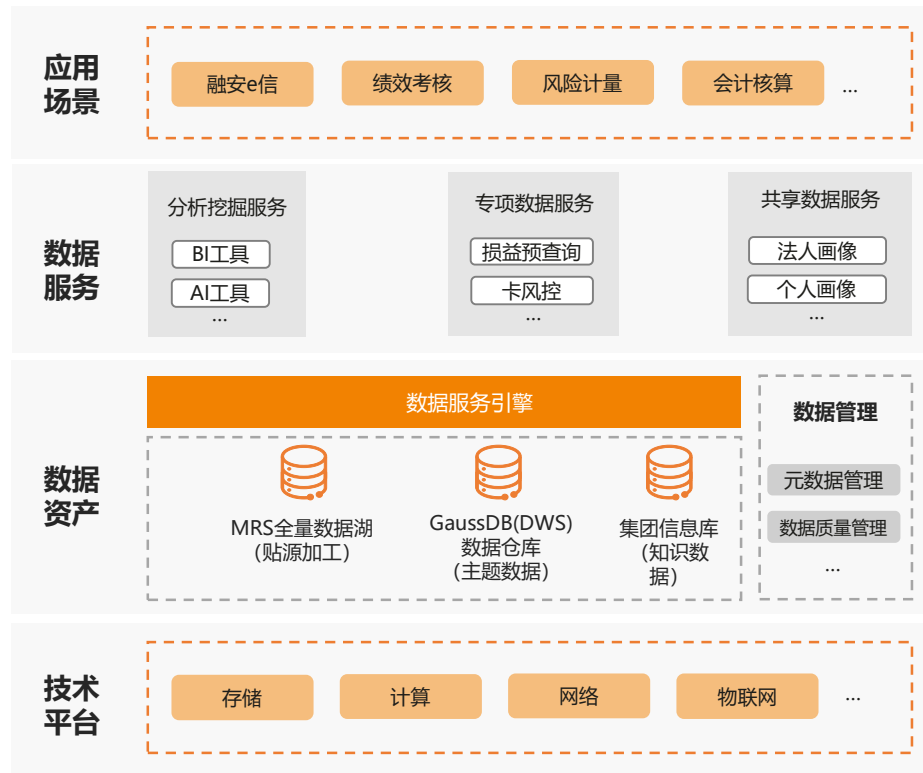 应用
场景
融安e信
绩效考核
风险计量
会计核算
...
数据
服务
分析挖掘服务
BI工具
AI工具
...
专项数据服务
损益预查询
卡风控
...
共享数据服务
法人画像
个人画像
...
数据
资产
数据服务引擎
MRS全量数据湖
(贴源加工)
GaussDB(DWS)
数据仓库
(主题数据)
集团信息库
(知识数
据)
数据管理
元数据管理
数据质量管理
...
技术
平台
存储
计算
网络
物联网
...